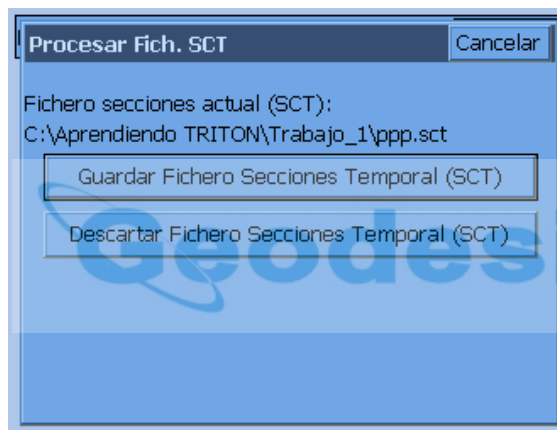 Procesar Fich. SCT
Cancelar
Fichero secciones actual (SCT):
C:\Aprendiendo TRITON\Trabajo_1\ppp.sct
Guardar Fichero Secciones Temporal (SCT)
Descartar Fichero Secciones Temporal (SCT)
Geodesi